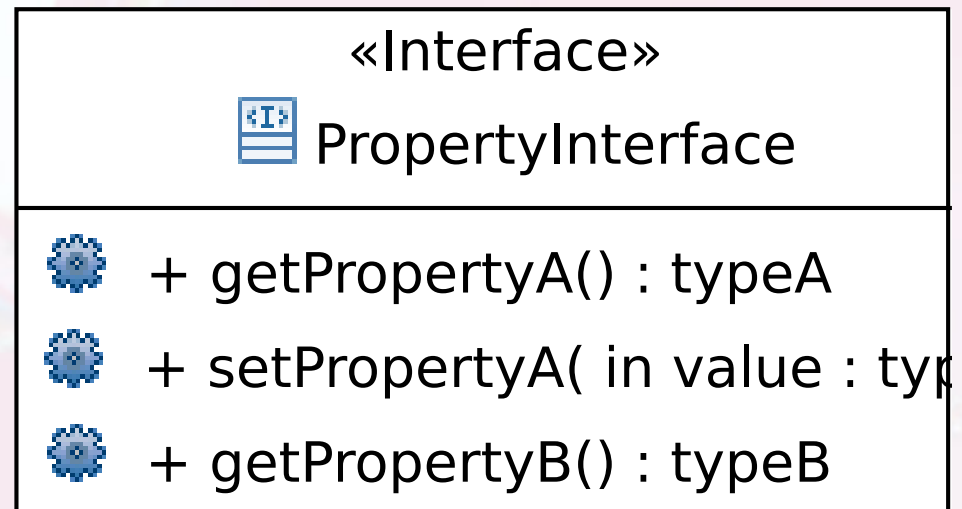 «Interface»
<I> PropertyInterface
+ getPropertyA() : typeA
+ setPropertyA( in value :
+ getPropertyB() : typeB